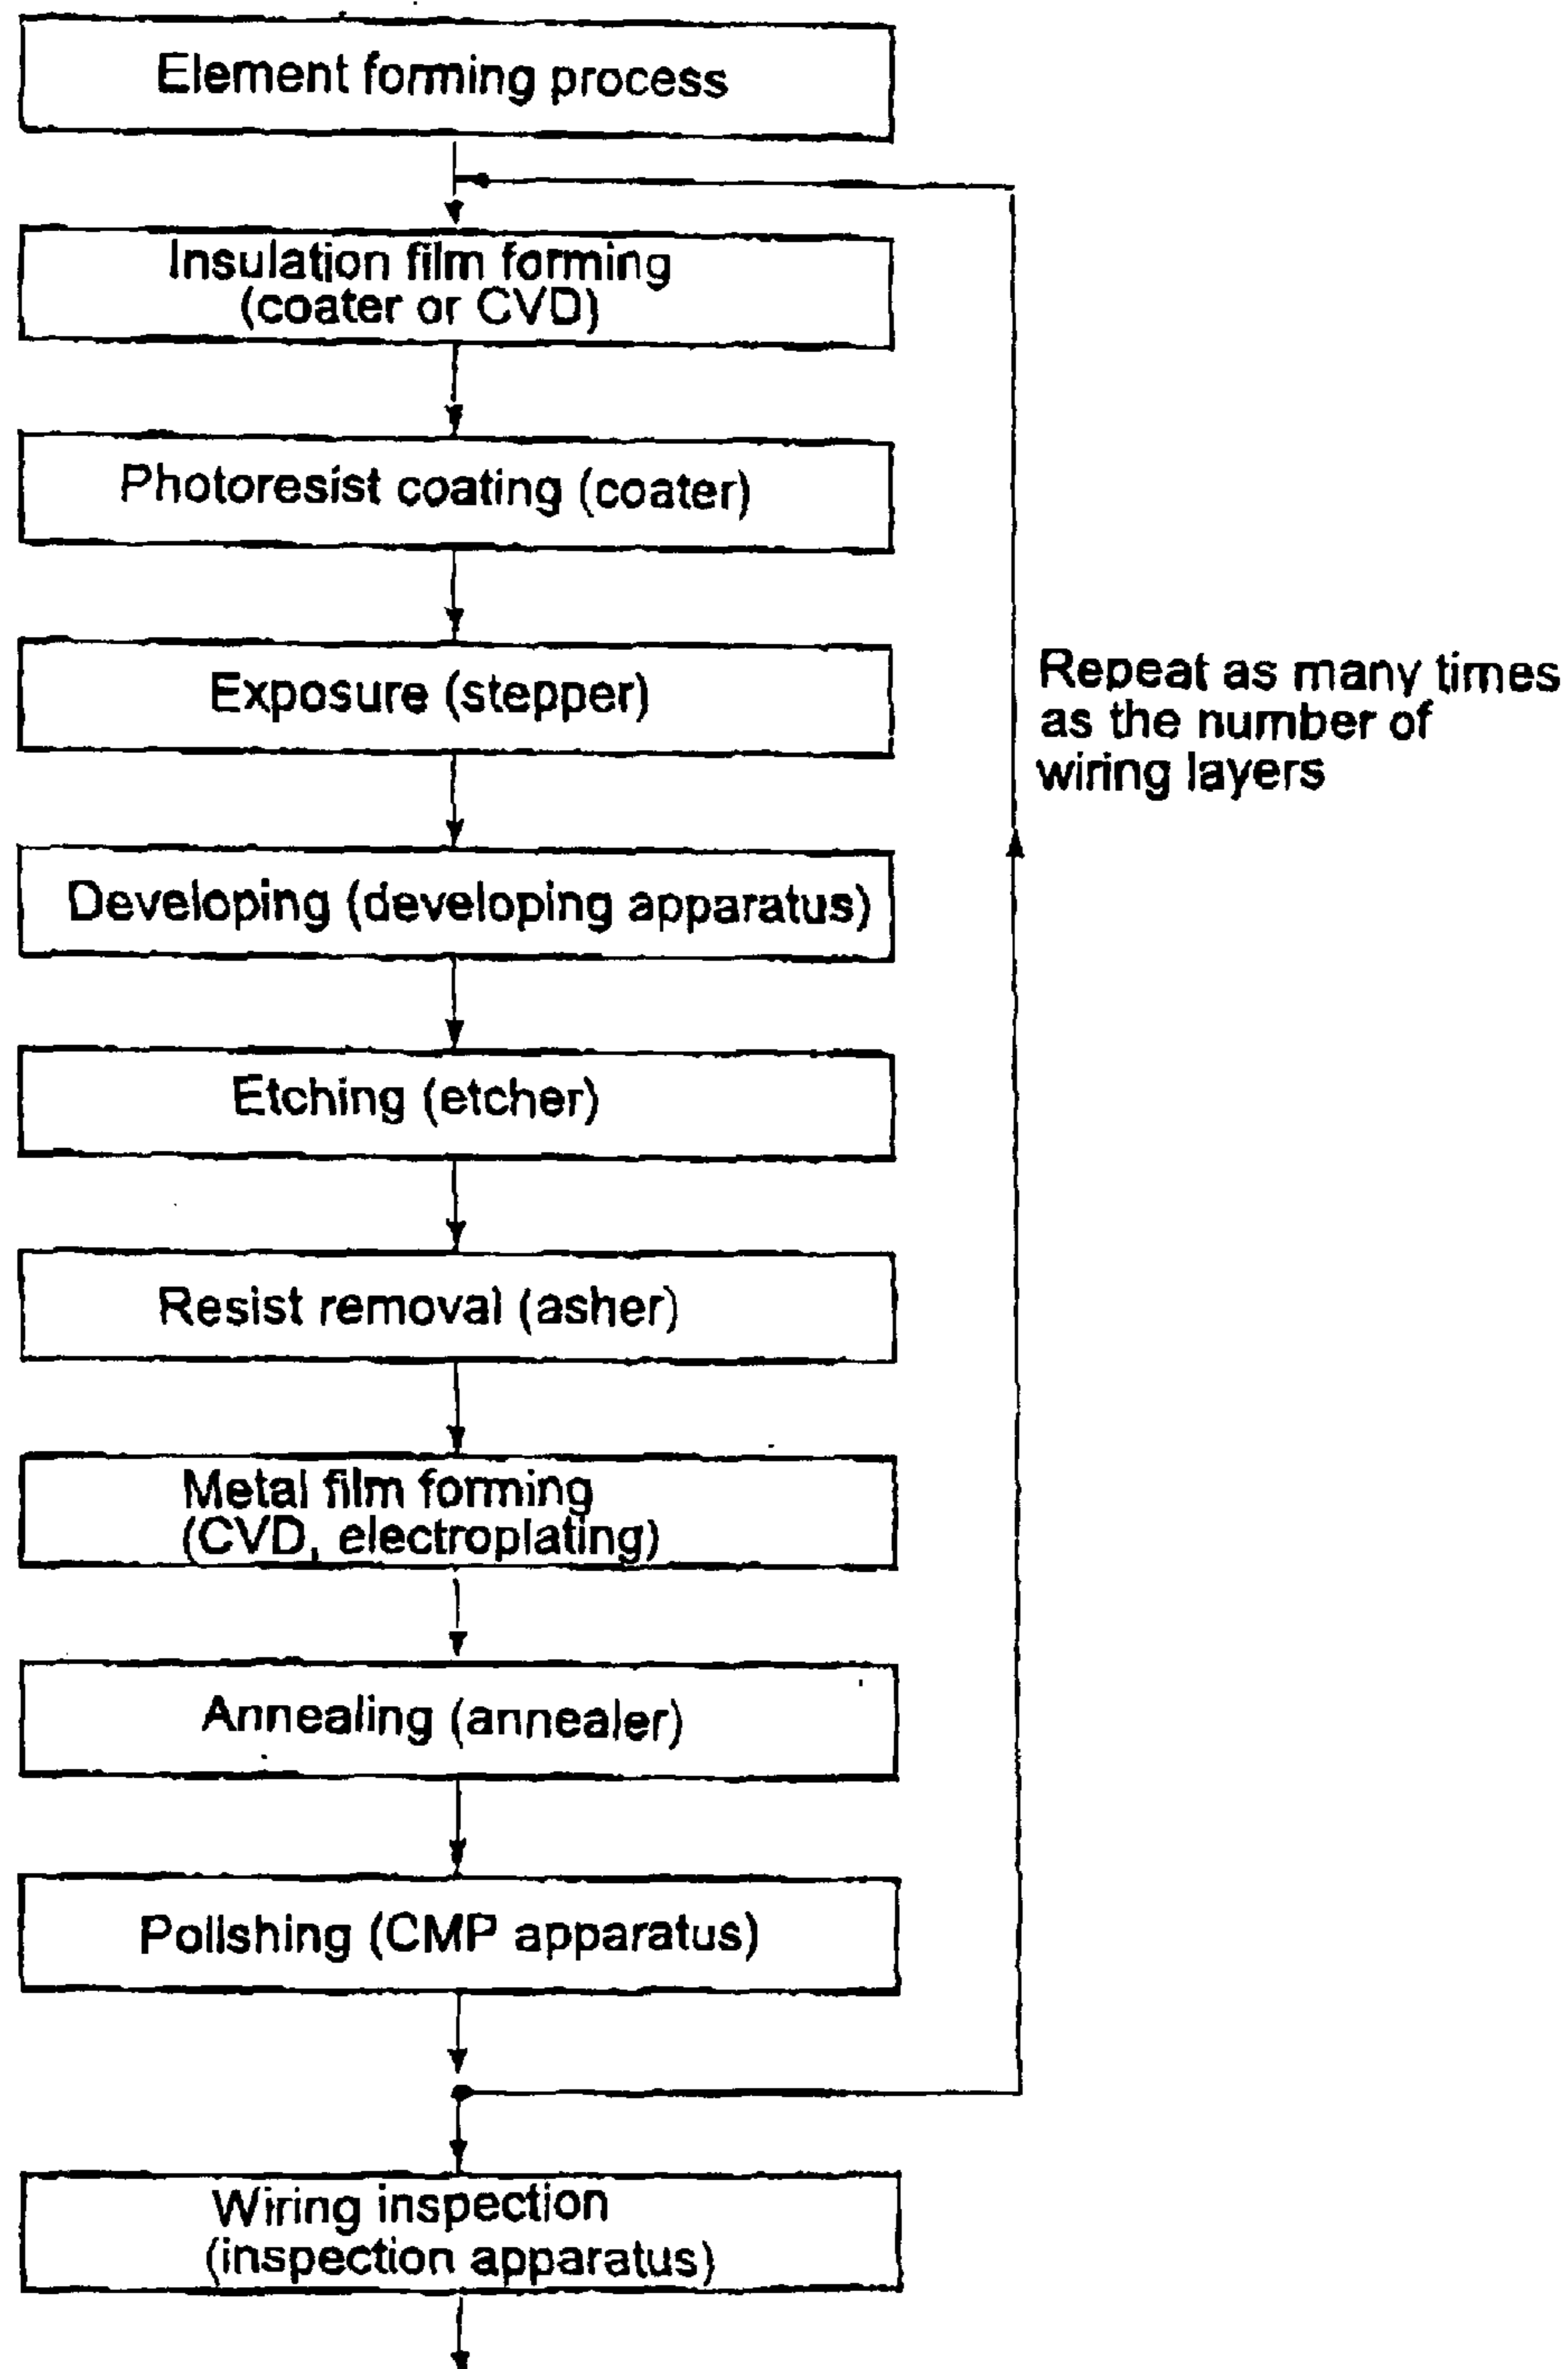 Element forming process
Insulation film forming
(coater or CVD)
Photoresist coating (coater)
Exposure (stepper)
Repeat as many times
as the number of
wiring layers
Developing (developing apparatus)
Etching (etcher)
Resist removal (asher)
Metal film forming
(CVD, electroplating)
Annealing (annealer)
Polishing (CMP apparatus)
Wiring inspection
(inspection apparatus)